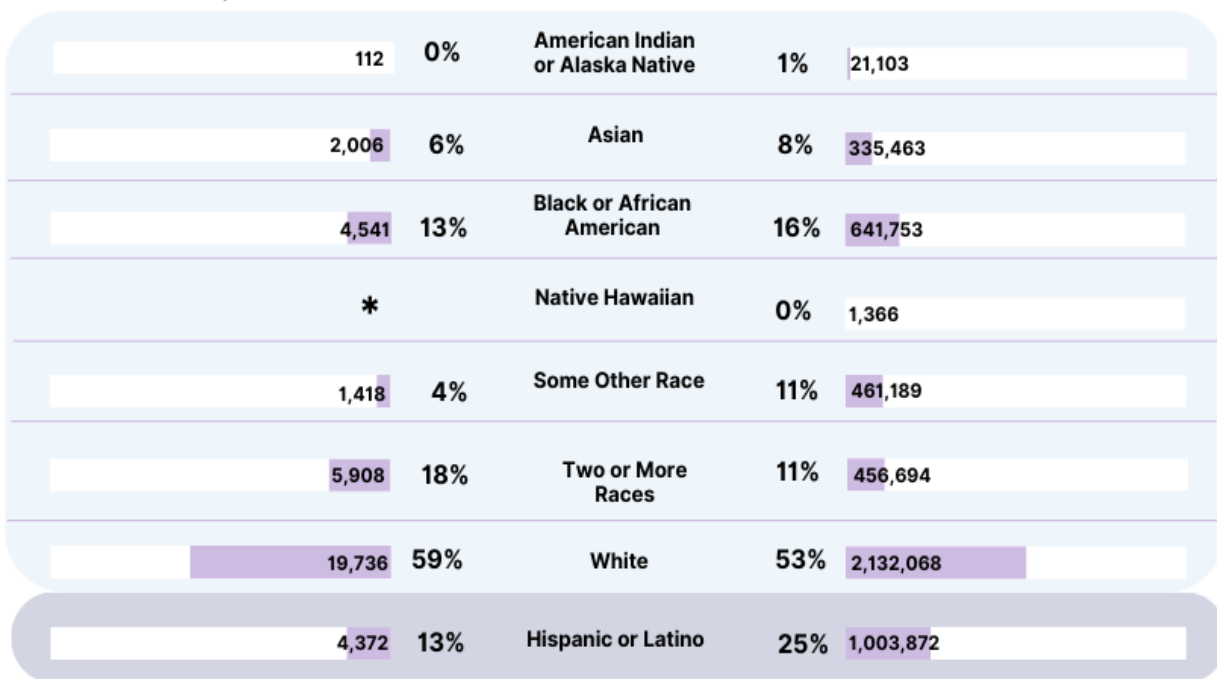 112 0% American Indian or Alaska Native 1% 21,103
2,006 6% Asian 8% 335,463
4,541 13% Black or African American 16% 641,753
* Native Hawaiian 0% 1,366
1,418 4% Some Other Race 11% 461,189
5,908 18% Two or More Races 11% 456,694
19,736 59% White 53% 2,132,068
4,372 13% Hispanic or Latino 25% 1,003,872